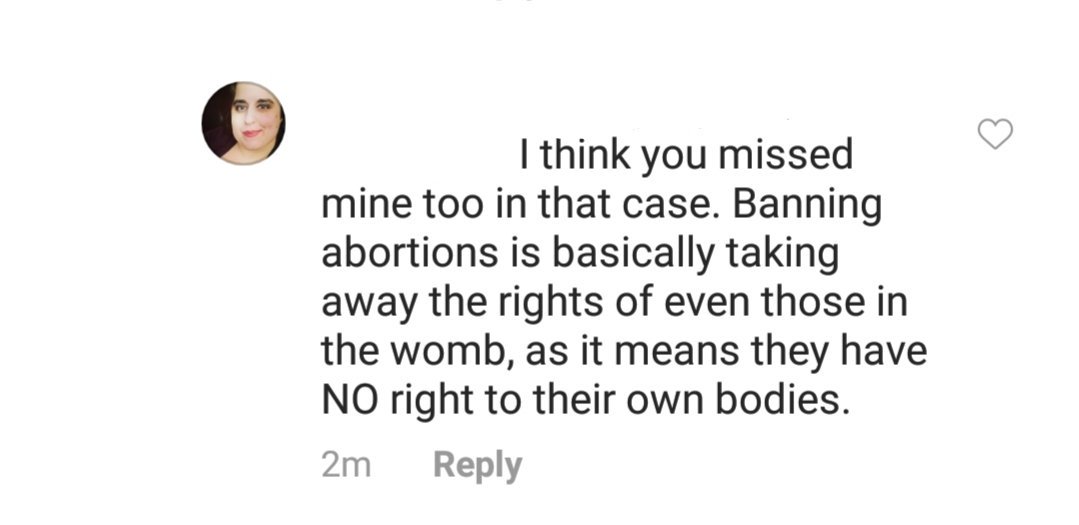 I think you missed
mine too in that case. Banning
abortions is basically taking
away the rights of even those in
the womb, as it means they have
NO right to their own bodies.
2m Reply